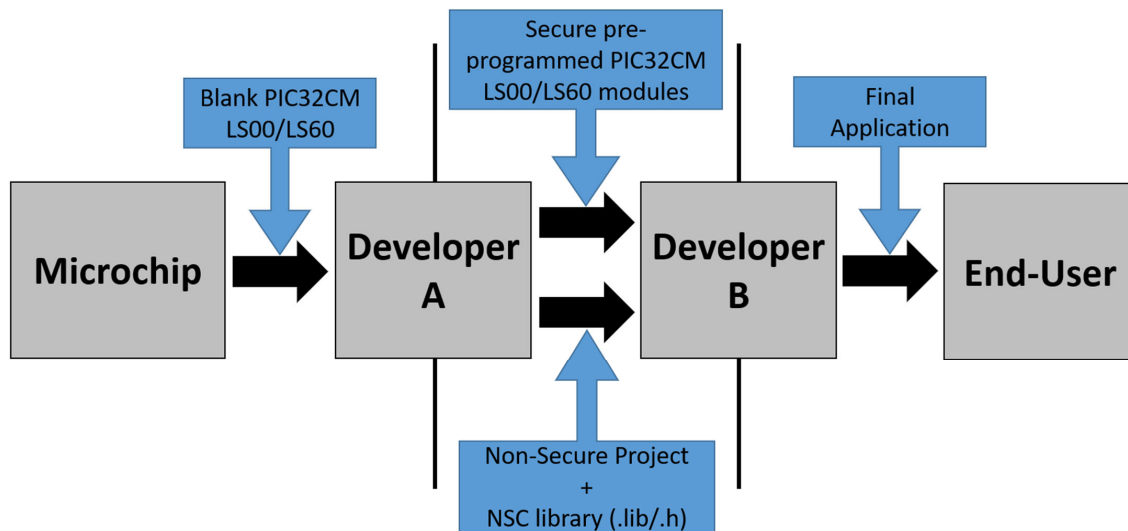 Secure pre-
programmed PIC32CM
LS00/LS60 modules
Blank PIC32CM
LS00/LS60
Final
Application
Microchip
Developer
A
Developer
B
End-User
Non-Secure Project
+
NSC library (.lib/.h)